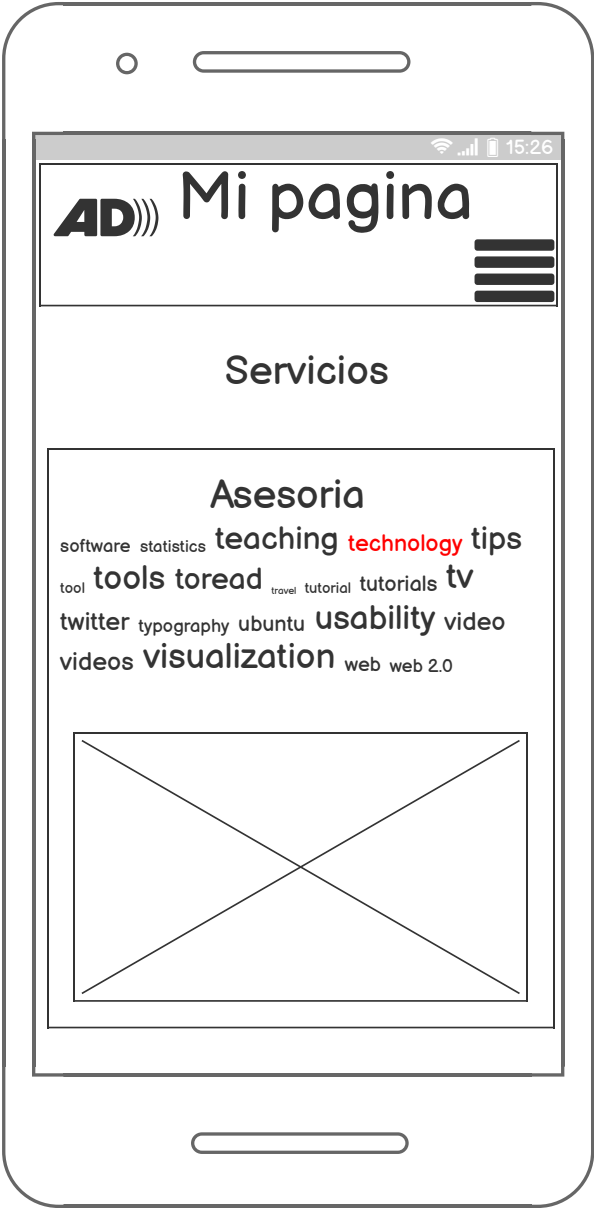 15:26
AD
Mi pagina
Servicios
Asesoria
software statistics teaching technology tips
tool tools toread travel tutorial tutorials tv
twitter typography ubuntu usability video
videos visualization web web 2.0